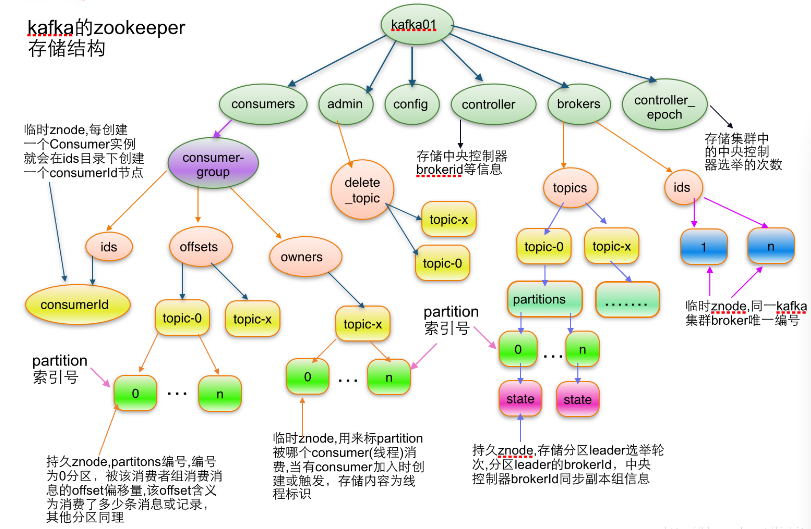 kafka的zookeeper
存储结构
kafka01
consumers
admin
config
controller
brokers
controller_
epoch
临时znode,每创建
一个Consumer实例
就会在ids目录下创建
一个consumerId节点
consumer-
group
存储中央控制器
brokerid等信息
存储集群中
的中央控制
器选举的次数
delete
_topic
topics
ids
topic-x
topic-0
topic-0
topic-x
1
n
ids
offsets
owners
consumerId
partitions
.......
临时znode,同一kafka
集群broker唯一编号
topic-0
topic-x
topic-x
partition
索引号
partition
索引号
0
...
n
0
...
n
0
...
n
state
state
临时znode,用来标partition
被哪个consumer(线程)消
费,当有consumer加入时创
建或触发，存储内容为线
程标识
持久znode,存储分区leader选举轮
次,分区leader的brokerId，中央
控制器brokerId同步副本组信息
持久znode,partitons编号,编号
为0分区，被该消费者组消费消
息的offset偏移量,该offset含义
为消费了多少条消息或记录，
其他分区同理